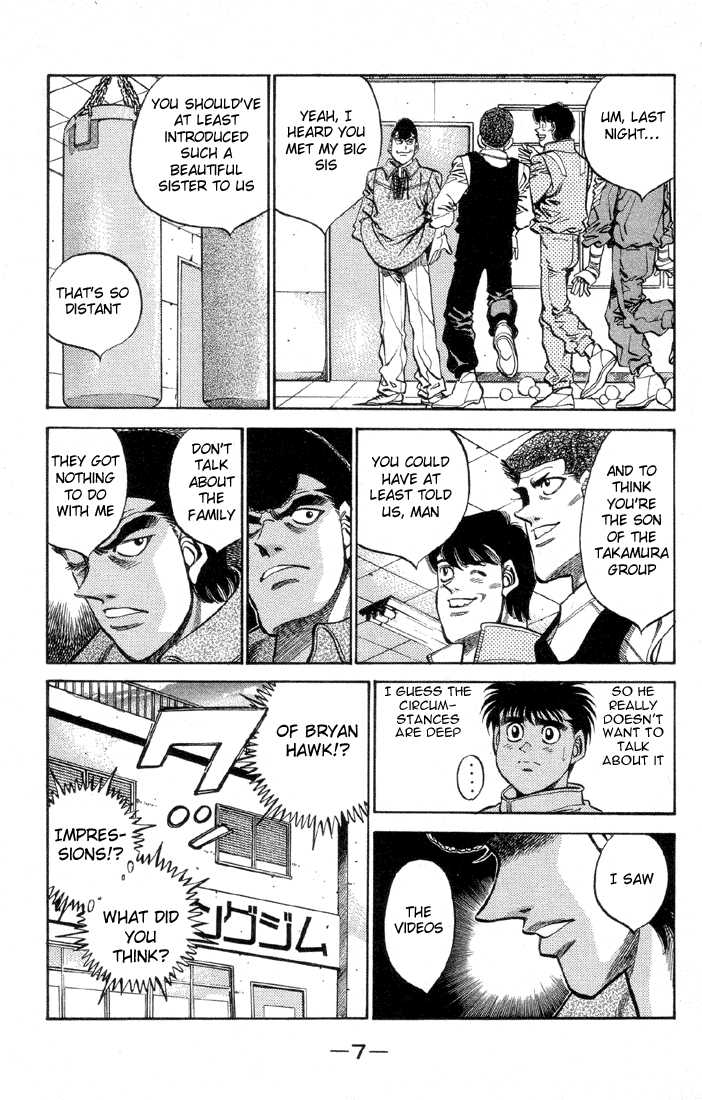 UM, LAST
NIGHT...
YEAH, I
HEARD YOU
MET MY BIG
SIS
YOU SHOULD'VE
AT LEAST
INTRODUCED
SUCH A
BEAUTIFUL
SISTER TO US
THAT'S SO
DISTANT
AND TO
THINK
YOU'RE
THE SON
OF THE
TAKAMURA
GROUP
YOU COULD
HAVE AT
LEAST TOLD
US, MAN
DON'T
TALK
ABOUT
THE
FAMILY
THEY GOT
NOTHING
TO DO
WITH ME
SO HE
REALLY
DOESN'T
WANT TO
TALK
ABOUT IT
I GUESS THE
CIRCUM-
STANCES
ARE DEEP
....
I SAW
THE
VIDEOS
OF BRYAN
HAWK!?
IMPRES-
SIONS!?
WHAT DID
YOU
THINK?
ングジム
—7—